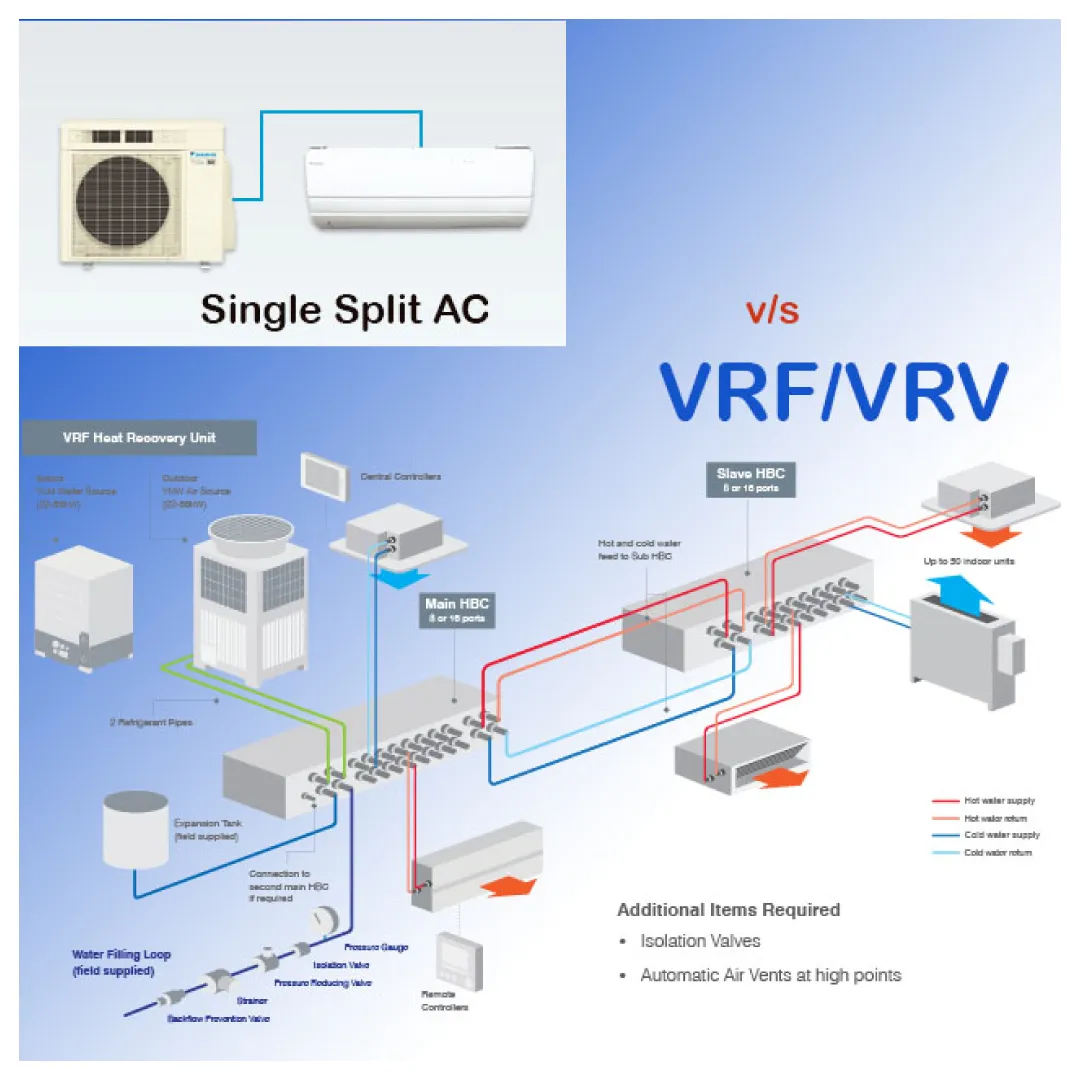 DAIKIN
Single Split AC
v/s
VRF/VRV
VRF Heat Recovery Unit
Outdoor
Air Source
Water Source
Central Controllers
Slave HBC
8 or 16 ports
Hot and cold water
feed to Sub HBC
Up to 50 indoor units
Main HBC
8 or 16 ports
2 Refrigerant Pipes
Expansion Tank
(field supplied)
Connection to
second main HBC
if required
Hot water supply
Hot water return
Cold water supply
Cold water return
Additional Items Required
• Isolation Valves
• Automatic Air Vents at high points
Water Filling Loop
(field supplied)
Pressure Gauge
Isolation Valve
Pressure Reducing Valve
Strainer
Backflow Prevention Valve
Remote
Controllers